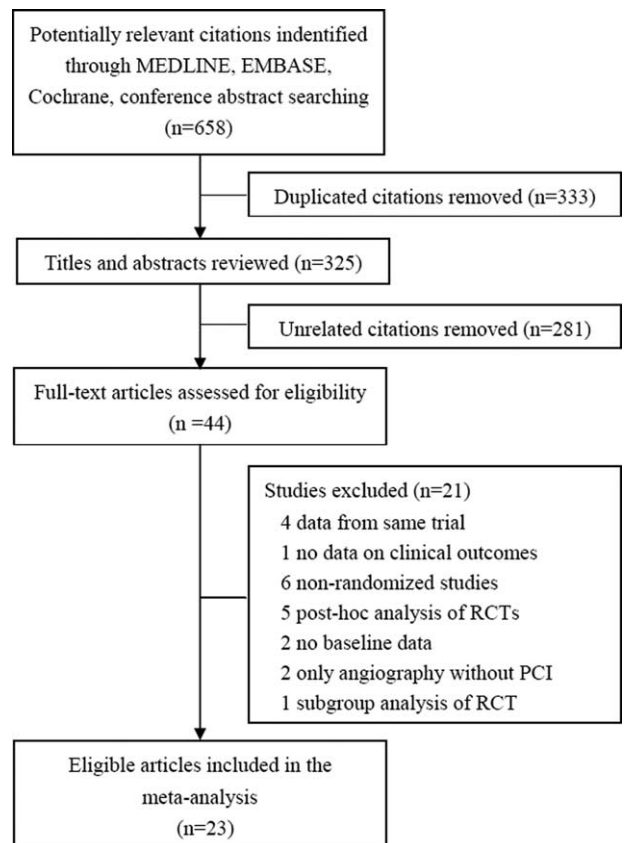 Potentially relevant citations indentified
through MEDLINE, EMBASE,
Cochrane, conference abstract searching
(n=658)
Duplicated citations removed (n=333)
Titles and abstracts reviewed (n=325)
Unrelated citations removed (n=281)
Full-text articles assessed for eligibility
(n =44)
Studies excluded (n=21)
4 data from same trial
1 no data on clinical outcomes
6 non-randomized studies
5 post-hoc analysis of RCTs
2 no baseline data
2 only angiography without PCI
1 subgroup analysis of RCT
Eligible articles included in the
meta-analysis
(n=23)